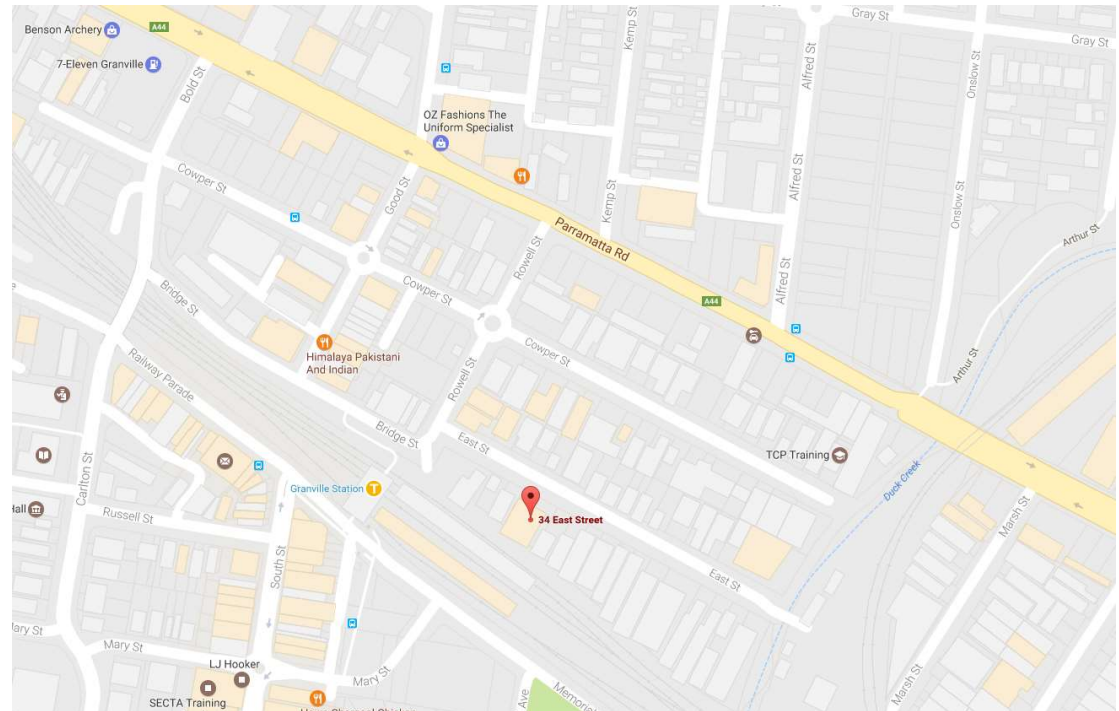 Benson Archery
A44
7-Eleven Granville
Bold St
Kemp St
Alfred St
Gray St
Gray St
Onslow St
OZ Fashions The
Uniform Specialist
Cowper St
Good St
Kemp St
Alfred St
Onslow St
Arthur St
Parramatta Rd
Rowell St
Bridge St
Cowper St
Alfred St
A44
Himalaya Pakistani
And Indian
Cowper St
Railway Parade
Rowell St
Arthur St
Bridge St
East St
TCP Training
Carlton St
Granville Station
Duck Creek
Hall
Russell St
34 East Street
Marsh St
South St
East St
Mary St
Mary St
LJ Hooker
Mary St
SECTA Training
Ave
Marsh St